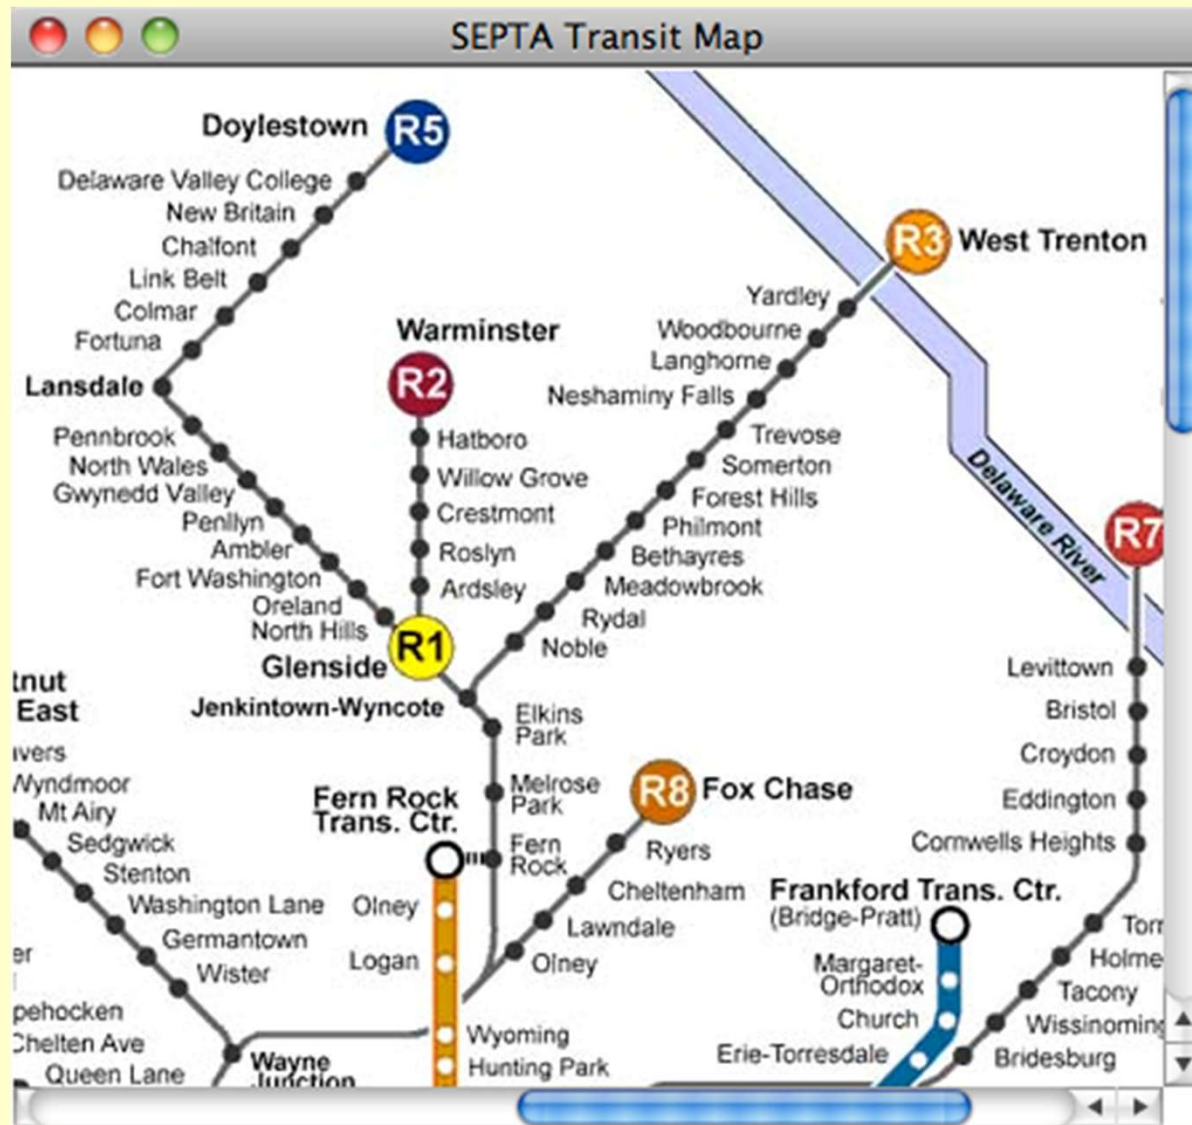 SEPTA Transit Map
Doylestown
R5
Delaware Valley College
New Britain
Chalfont
Link Belt
Colmar
Fortuna
Lansdale
Pennbrook
North Wales
Gwynedd Valley
Penllyn
Ambler
Fort Washington
Oreland
North Hills
Glenside
R1
Jenkintown-Wyncote
Warminster
R2
Hatboro
Willow Grove
Crestmont
Roslyn
Ardsley
R3
West Trenton
Yardley
Woodbourne
Langhorne
Neshaminy Falls
Trevose
Somerton
Forest Hills
Philmont
Bethayres
Meadowbrook
Rydal
Noble
Delaware River
R7
Levittown
Bristol
Croydon
Eddington
Cornwells Heights
Torr
Holme
Tacony
Wissinoming
Bridesburg
Elkins
Park
Melrose
Park
Fern
Rock
R8
Fox Chase
Ryers
Cheltenham
Lawndale
Olney
Fern Rock
Trans. Ctr.
Olney
Logan
Wyoming
Hunting Park
Frankford Trans. Ctr.
(Bridge-Pratt)
Margaret-
Orthodox
Church
Erie-Torresdale
tnut
East
avers
Wyndmoor
Mt Airy
Sedgwick
Stenton
Washington Lane
Germantown
Wister
Wayne
Junction
er
pehocken
Chelten Ave
Queen Lane